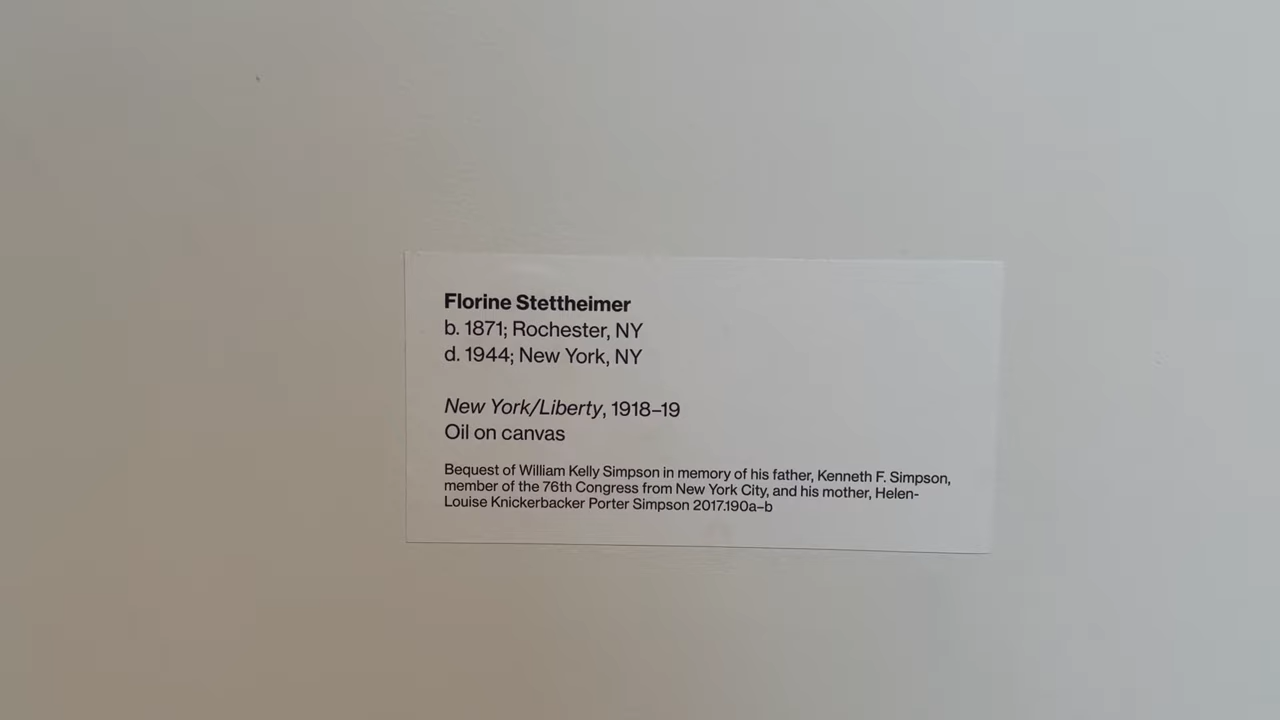 Florine Stettheimer
b. 1871; Rochester, NY
d. 1944; New York, NY
New York/Liberty, 1918–19
Oil on canvas
Bequest of William Kelly Simpson in memory of his father, Kenneth F. Simpson,
member of the 76th Congress from New York City, and his mother, Helen-
Louise Knickerbacker Porter Simpson 2017.190a–b